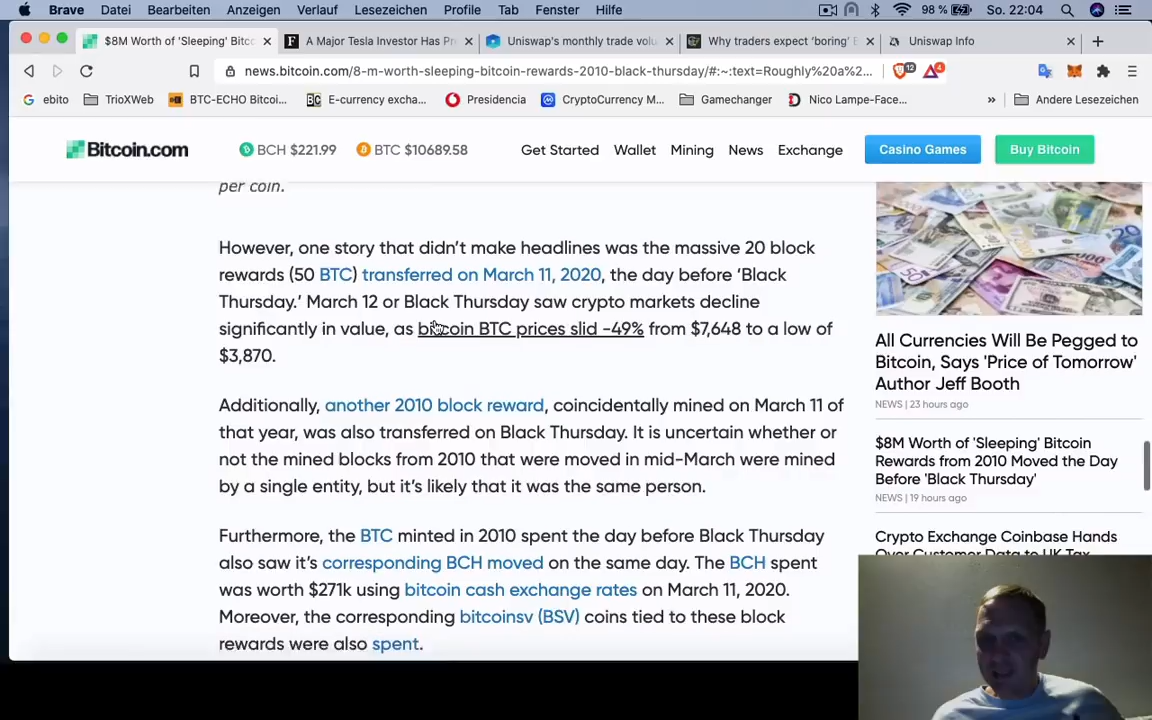 Brave Datei Bearbeiten Anzeigen Verlauf Lesezeichen Profile Tab Fenster Hilfe 98 % So. 22:04
$8M Worth of 'Sleeping' Bitco
A Major Tesla Investor Has Pr
Uniswap's monthly trade volu
Why traders expect 'boring' E
Uniswap Info
news.bitcoin.com/8-m-worth-sleeping-bitcoin-rewards-2010-black-thursday/#:~:text=Roughly%20a%2... 12 4
ebito TrioXWeb BTC-ECHO Bitcoi... E-currency excha... Presidencia CryptoCurrency M... Gamechanger Nico Lampe-Face... » Andere Lesezeichen
Bitcoin.com BCH $221.99 BTC $10689.58 Get Started Wallet Mining News Exchange Casino Games Buy Bitcoin
per coin.
However, one story that didn't make headlines was the massive 20 block
rewards (50 BTC) transferred on March 11, 2020, the day before 'Black
Thursday.' March 12 or Black Thursday saw crypto markets decline
significantly in value, as bitcoin BTC prices slid -49% from $7,648 to a low of
$3,870.
Additionally, another 2010 block reward, coincidentally mined on March 11 of
that year, was also transferred on Black Thursday. It is uncertain whether or
not the mined blocks from 2010 that were moved in mid-March were mined
by a single entity, but it's likely that it was the same person.
Furthermore, the BTC minted in 2010 spent the day before Black Thursday
also saw it's corresponding BCH moved on the same day. The BCH spent
was worth $271k using bitcoin cash exchange rates on March 11, 2020.
Moreover, the corresponding bitcoinsv (BSV) coins tied to these block
rewards were also spent.
All Currencies Will Be Pegged to
Bitcoin, Says 'Price of Tomorrow'
Author Jeff Booth
NEWS | 23 hours ago
$8M Worth of 'Sleeping' Bitcoin
Rewards from 2010 Moved the Day
Before 'Black Thursday'
NEWS | 19 hours ago
Crypto Exchange Coinbase Hands
Over Customer Data to UK Tax